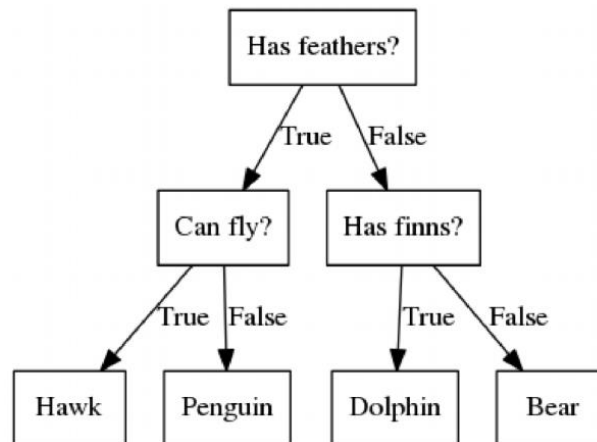 Has feathers?
True False
Can fly? Has finns?
True False True False
Hawk Penguin Dolphin Bear